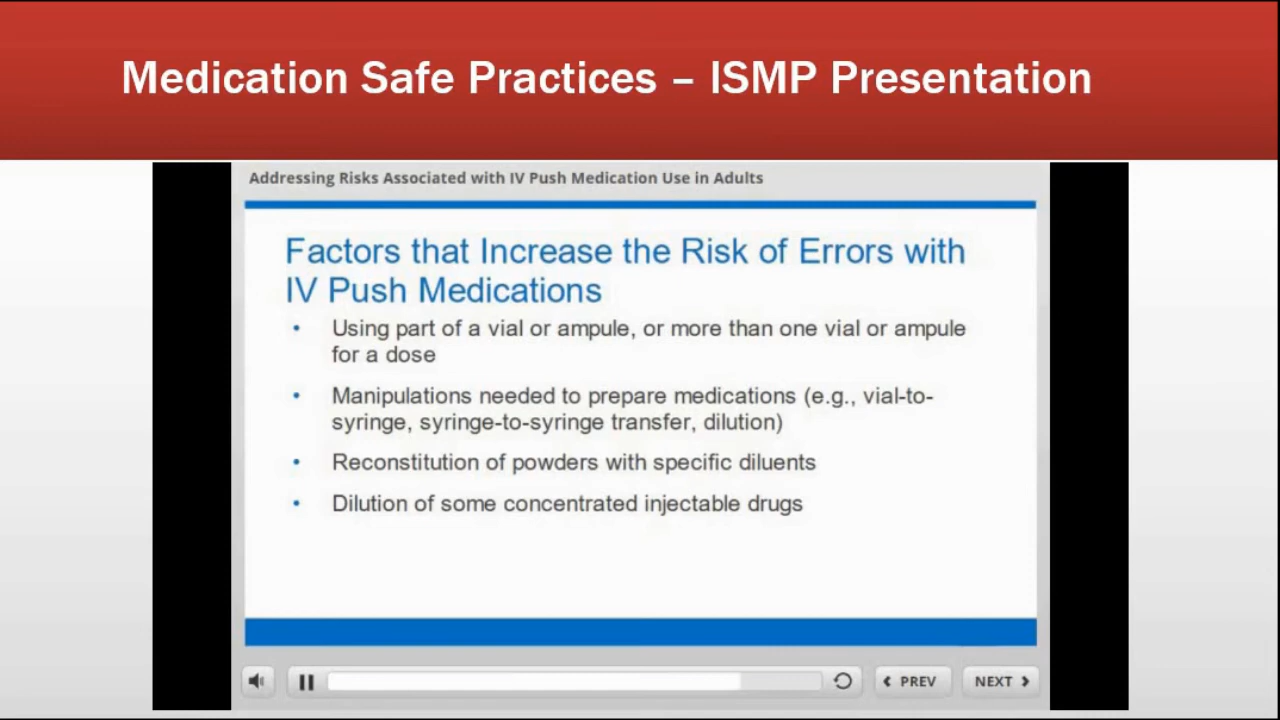 Medication Safe Practices – ISMP Presentation
Addressing Risks Associated with IV Push Medication Use in Adults
Factors that Increase the Risk of Errors with
IV Push Medications
• Using part of a vial or ampule, or more than one vial or ampule
for a dose
• Manipulations needed to prepare medications (e.g., vial-to-
syringe, syringe-to-syringe transfer, dilution)
• Reconstitution of powders with specific diluents
• Dilution of some concentrated injectable drugs
PREV
NEXT